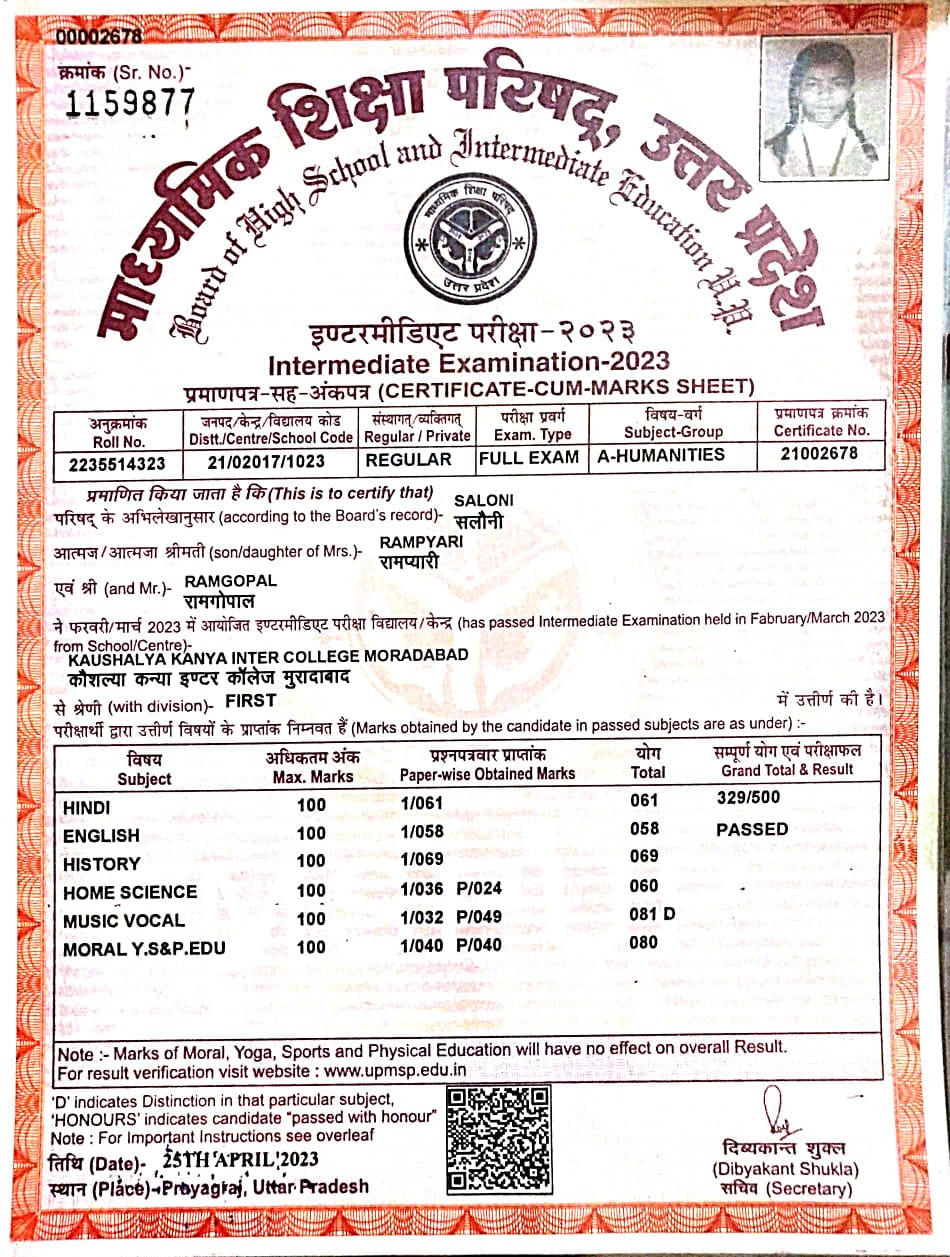 00002678
क्रमांक (Sr. No.)-
1159877
माध्यमिक शिक्षा परिषद्, उत्तर प्रदेश
Board of High School and Intermediate Education U.P.
माध्यमिक शिक्षा परिषद्
उत्तर प्रदेश
इण्टरमीडिएट परीक्षा-२०२३
Intermediate Examination-2023
प्रमाणपत्र-सह-अंकपत्र (CERTIFICATE-CUM-MARKS SHEET)
अनुक्रमांक जनपद/केन्द्र/विद्यालय कोड संस्थागत्/व्यक्तिगत् परीक्षा प्रवर्ग विषय-वर्ग प्रमाणपत्र क्रमांक
Roll No. Distt./Centre/School Code Regular / Private Exam. Type Subject-Group Certificate No.
2235514323 21/02017/1023 REGULAR FULL EXAM A-HUMANITIES 21002678
प्रमाणित किया जाता है कि (This is to certify that) SALONI
परिषद् के अभिलेखानुसार (according to the Board's record)- सलौनी
आत्मज/आत्मजा श्रीमती (son/daughter of Mrs.)- RAMPYARI
रामप्यारी
एवं श्री (and Mr.)- RAMGOPAL
रामगोपाल
ने फरवरी/मार्च 2023 में आयोजित इण्टरमीडिएट परीक्षा विद्यालय/केन्द्र (has passed Intermediate Examination held in Fabruary/March 2023
from School/Centre)-
KAUSHALYA KANYA INTER COLLEGE MORADABAD
कौशल्या कन्या इण्टर कॉलेज मुरादाबाद
से श्रेणी (with division)- FIRST में उत्तीर्ण की है।
परीक्षार्थी द्वारा उत्तीर्ण विषयों के प्राप्तांक निम्नवत हैं (Marks obtained by the candidate in passed subjects are as under) :-
विषय अधिकतम अंक प्रश्नपत्रवार प्राप्तांक योग सम्पूर्ण योग एवं परीक्षाफल
Subject Max. Marks Paper-wise Obtained Marks Total Grand Total & Result
HINDI 100 1/061 061 329/500
ENGLISH 100 1/058 058 PASSED
HISTORY 100 1/069 069
HOME SCIENCE 100 1/036 P/024 060
MUSIC VOCAL 100 1/032 P/049 081 D
MORAL Y.S&P.EDU 100 1/040 P/040 080
Note :- Marks of Moral, Yoga, Sports and Physical Education will have no effect on overall Result.
For result verification visit website : www.upmsp.edu.in
'D' indicates Distinction in that particular subject,
'HONOURS' indicates candidate "passed with honour"
Note : For Important Instructions see overleaf
तिथि (Date)- 25TH APRIL 2023
स्थान (Place)- Prayagraj, Uttar Pradesh
दिव्यकान्त शुक्ल
(Dibyakant Shukla)
सचिव (Secretary)